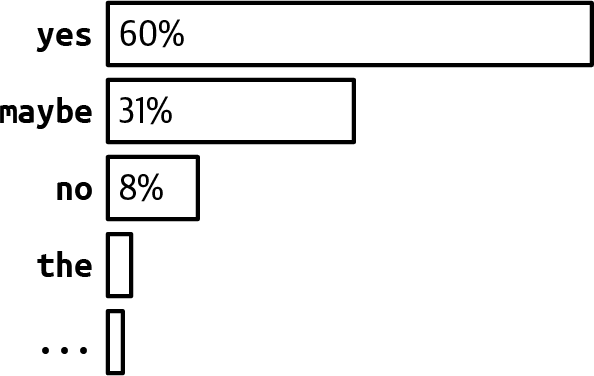 yes 60%
maybe 31%
no 8%
the
...